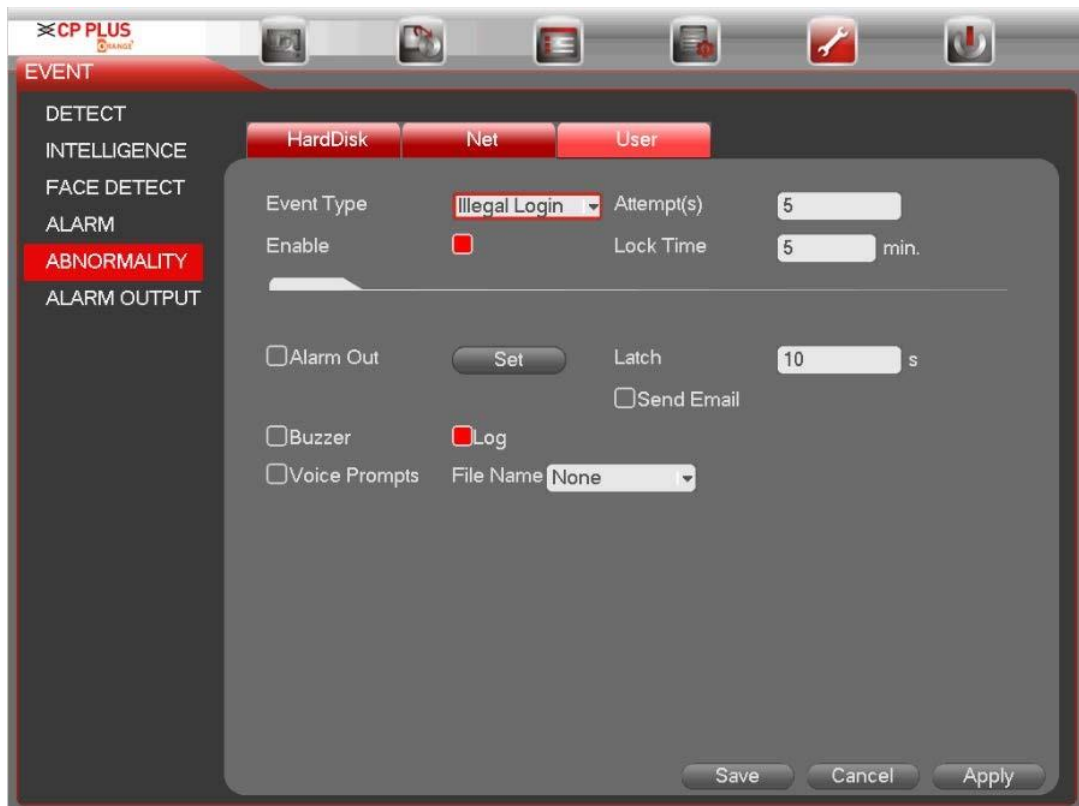 CP PLUS
ORANGE
EVENT
DETECT
INTELLIGENCE
FACE DETECT
ALARM
ABNORMALITY
ALARM OUTPUT
HardDisk Net User
Event Type Illegal Login Attempt(s) 5
Enable Lock Time 5 min.
Alarm Out Set Latch 10 s
Send Email
Buzzer Log
Voice Prompts File Name None
Save Cancel Apply